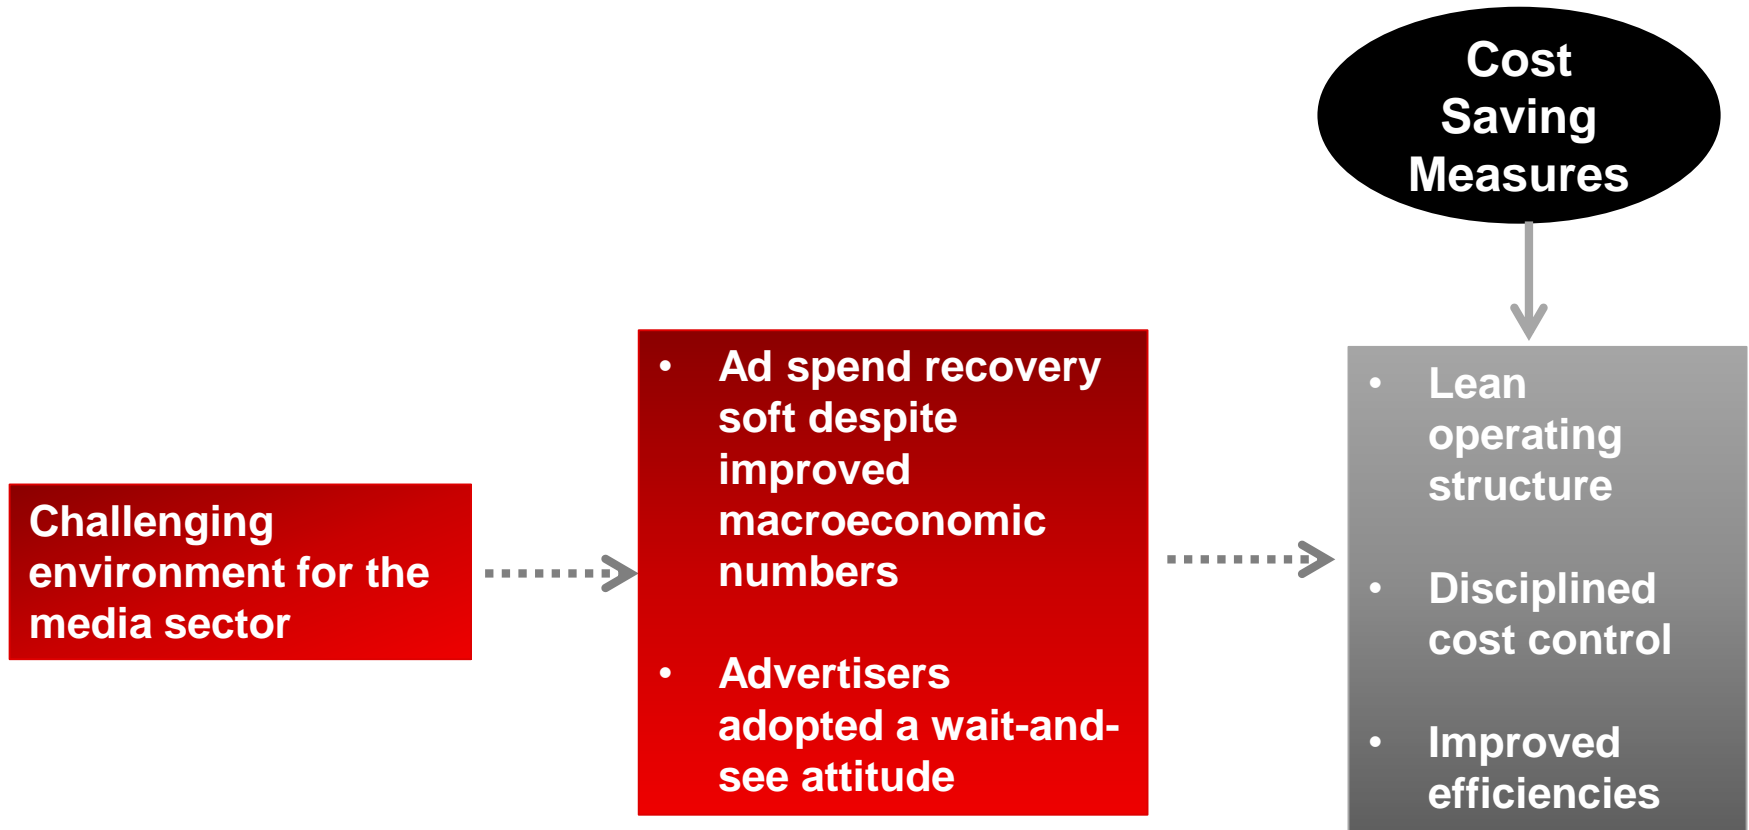 Cost
Saving
Measures
Challenging
environment for the
media sector
• Ad spend recovery
soft despite
improved
macroeconomic
numbers
• Advertisers
adopted a wait-and-
see attitude
• Lean
operating
structure
• Disciplined
cost control
• Improved
efficiencies